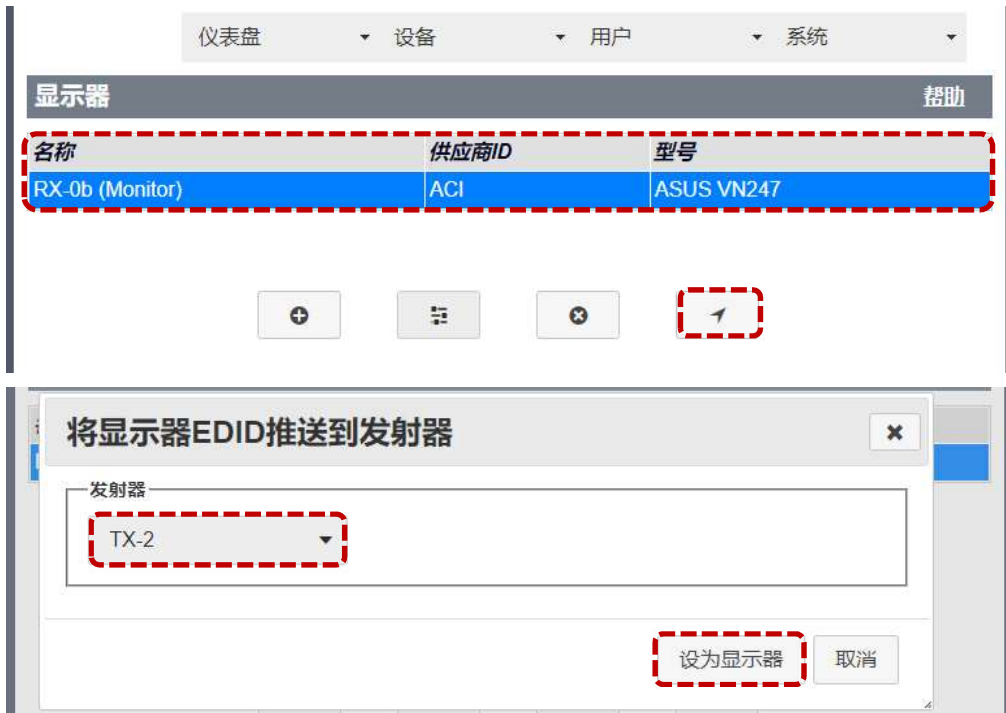 仪表盘 设备 用户 系统
显示器 帮助
名称 供应商ID 型号
RX-0b (Monitor) ACI ASUS VN247
将显示器EDID推送到发射器
发射器
TX-2
设为显示器 取消